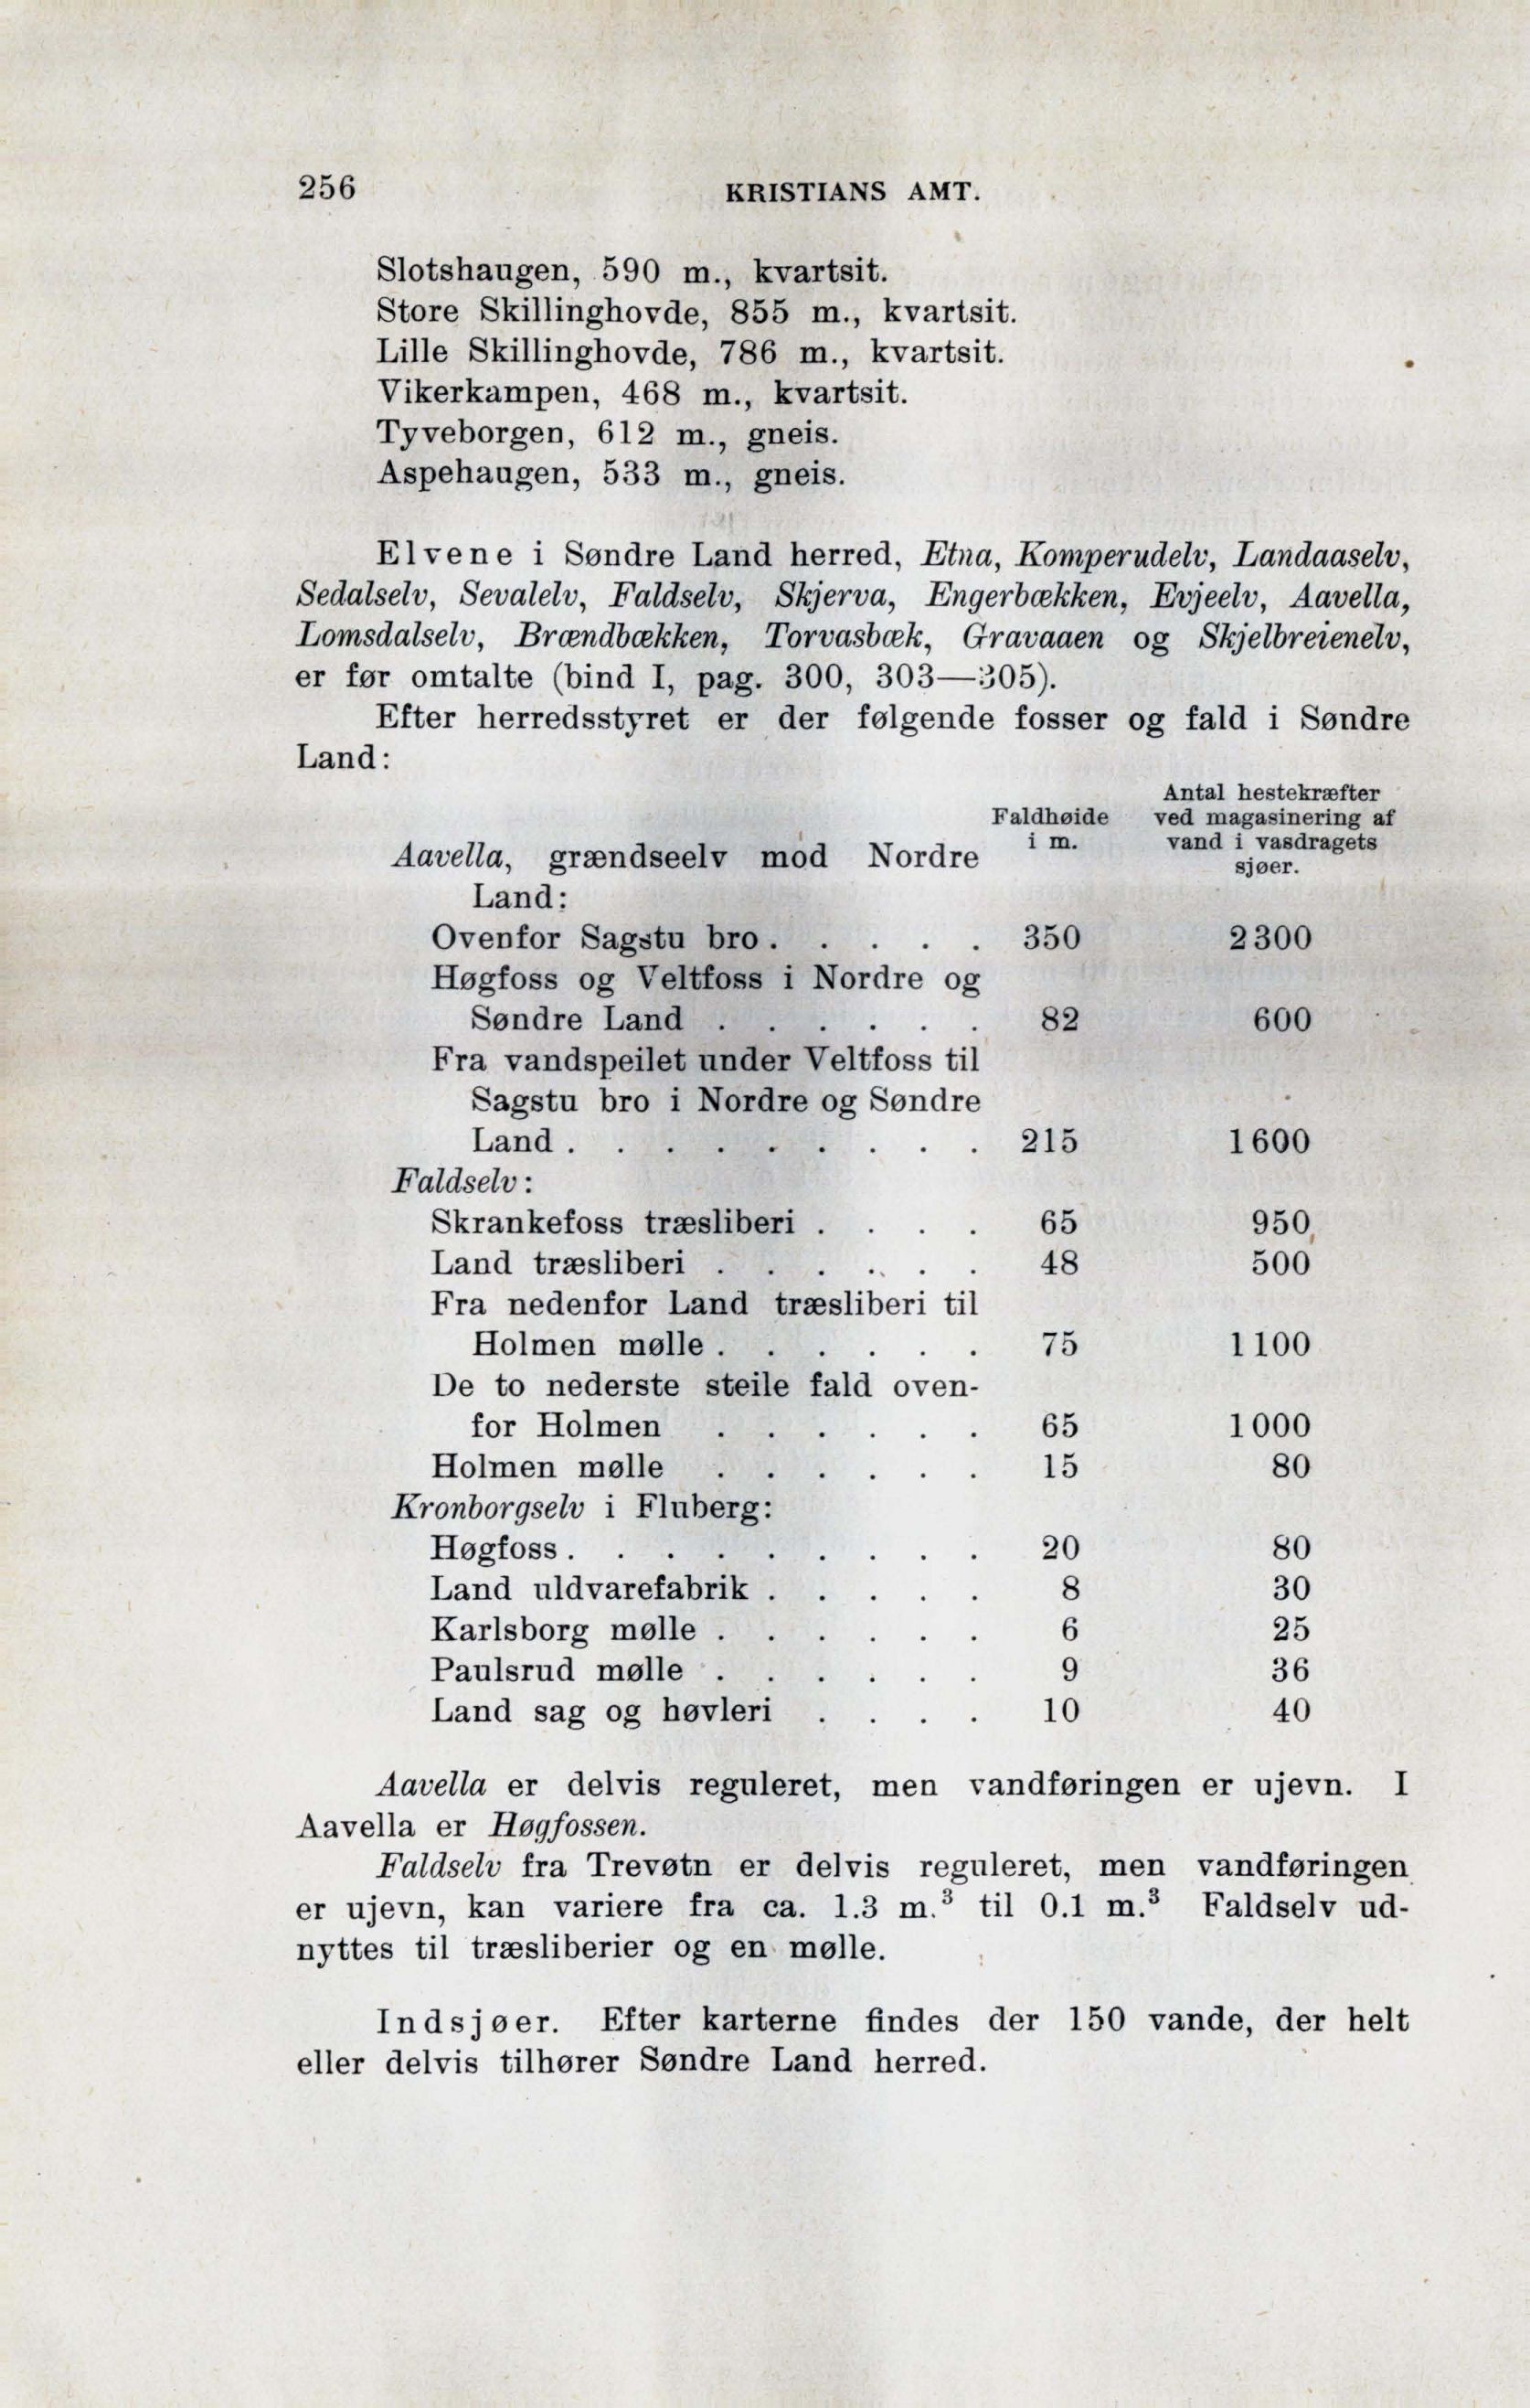 256 KRISTIANS AMT.
Slotshaugen, 590 m., kvartsit.
Store Skillinghovde, 855 m., kvartsit.
Lille Skillinghovde, 786 m., kvartsit.
Vikerkampen, 468 m., kvartsit.
Tyveborgen, 612 m., gneis.
Aspehaugen, 533 m., gneis.
Elvene i Søndre Land herred, Etna, Komperudelv, Landaaselv,
Sedalselv, Sevalelv, Faldselv, Skjerva, Engerbækken, Evjeelv, Aavella,
Lomsdalselv, Brændbækken, Torvasbæk, Gravaaen og Skjelbreienelv,
er før omtalte (bind I, pag. 300, 303—305).
Efter herredsstyret er der følgende fosser og fald i Søndre
Land:
Faldhøide
i m.
Antal hestekræfter
ved magasinering af
vand i vasdragets
sjøer.
Aavella, grændseelv mod Nordre
Land:
Ovenfor Sagstu bro . . . . . 350 2300
Høgfoss og Veltfoss i Nordre og
Søndre Land . . . . . . 82 600
Fra vandspeilet under Veltfoss til
Sagstu bro i Nordre og Søndre
Land . . . . . . . . . 215 1600
Faldselv:
Skrankefoss træsliberi . . . . 65 950
Land træsliberi . . . . . . 48 500
Fra nedenfor Land træsliberi til
Holmen mølle . . . . . . 75 1100
De to nederste steile fald oven-
for Holmen . . . . . . 65 1000
Holmen mølle . . . . . . 15 80
Kronborgselv i Fluberg:
Høgfoss . . . . . . . . . 20 80
Land uldvarefabrik . . . . . 8 30
Karlsborg mølle . . . . . . 6 25
Paulsrud mølle . . . . . . 9 36
Land sag og høvleri . . . . 10 40
Aavella er delvis reguleret, men vandføringen er ujevn. I
Aavella er Høgfossen.
Faldselv fra Trevøtn er delvis reguleret, men vandføringen
er ujevn, kan variere fra ca. 1.3 m.³ til 0.1 m.³ Faldselv ud-
nyttes til træsliberier og en mølle.
Indsjøer. Efter karterne findes der 150 vande, der helt
eller delvis tilhører Søndre Land herred.